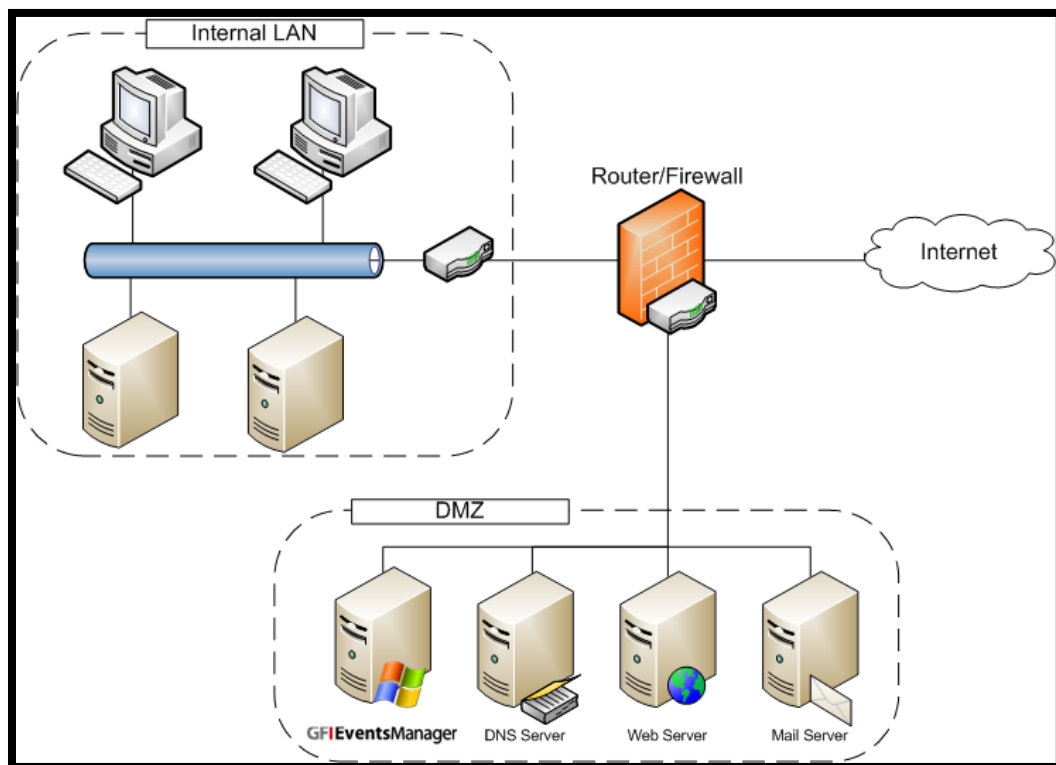 Internal LAN
Router/Firewall
Internet
DMZ
GFIEventsManager
DNS Server
Web Server
Mail Server